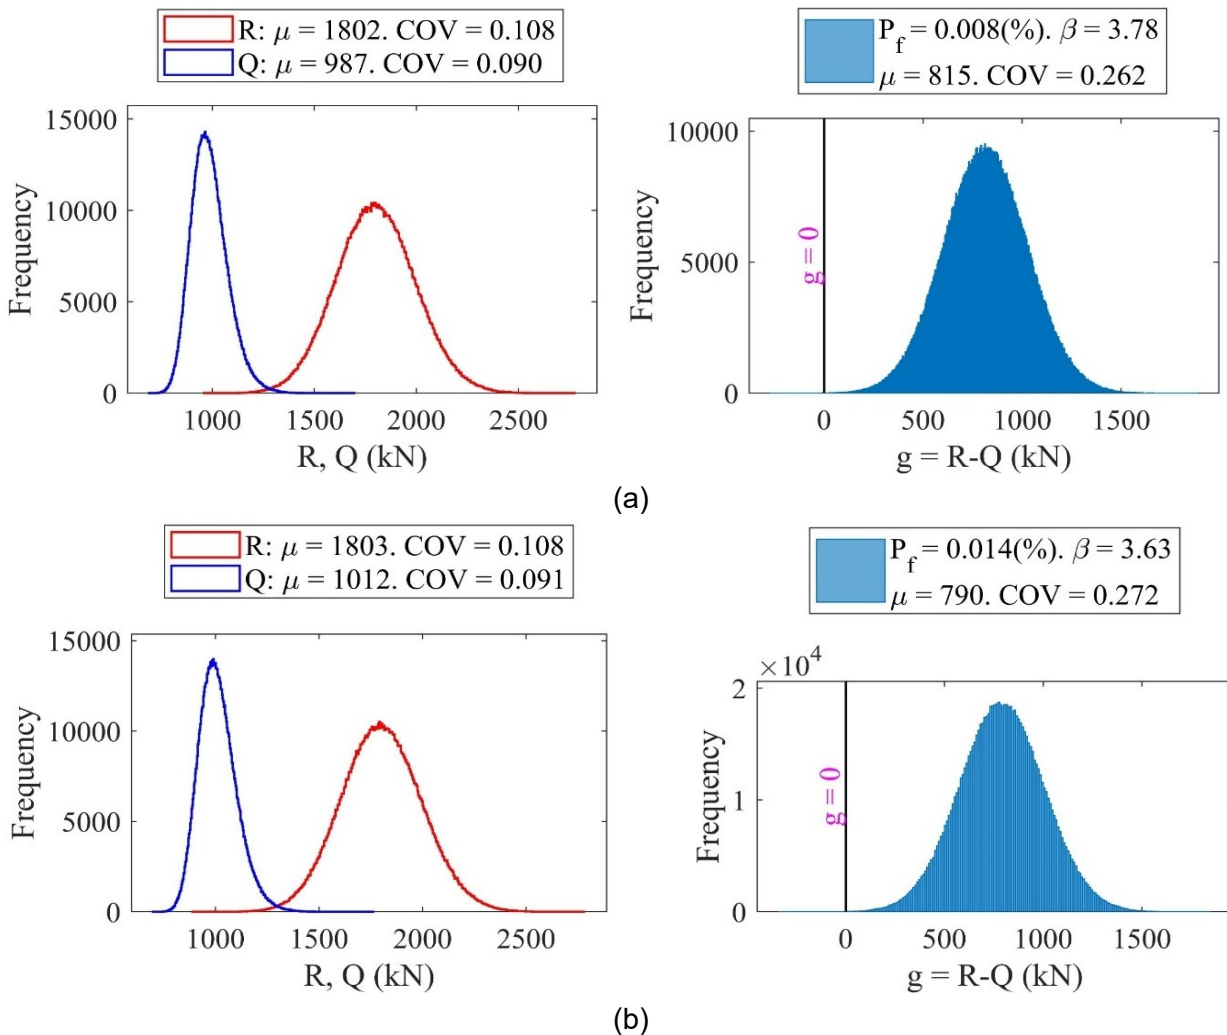 R: μ = 1802. COV = 0.108
Q: μ = 987. COV = 0.090
15000
10000
5000
0
Frequency
1000 1500 2000 2500
R, Q (kN)
P_f = 0.008(%). β = 3.78
μ = 815. COV = 0.262
10000
5000
0
Frequency
g = 0
0 500 1000 1500
g = R-Q (kN)
(a)
R: μ = 1803. COV = 0.108
Q: μ = 1012. COV = 0.091
15000
10000
5000
0
Frequency
1000 1500 2000 2500
R, Q (kN)
P_f = 0.014(%). β = 3.63
μ = 790. COV = 0.272
×10^4
2
1
0
Frequency
g = 0
0 500 1000 1500
g = R-Q (kN)
(b)